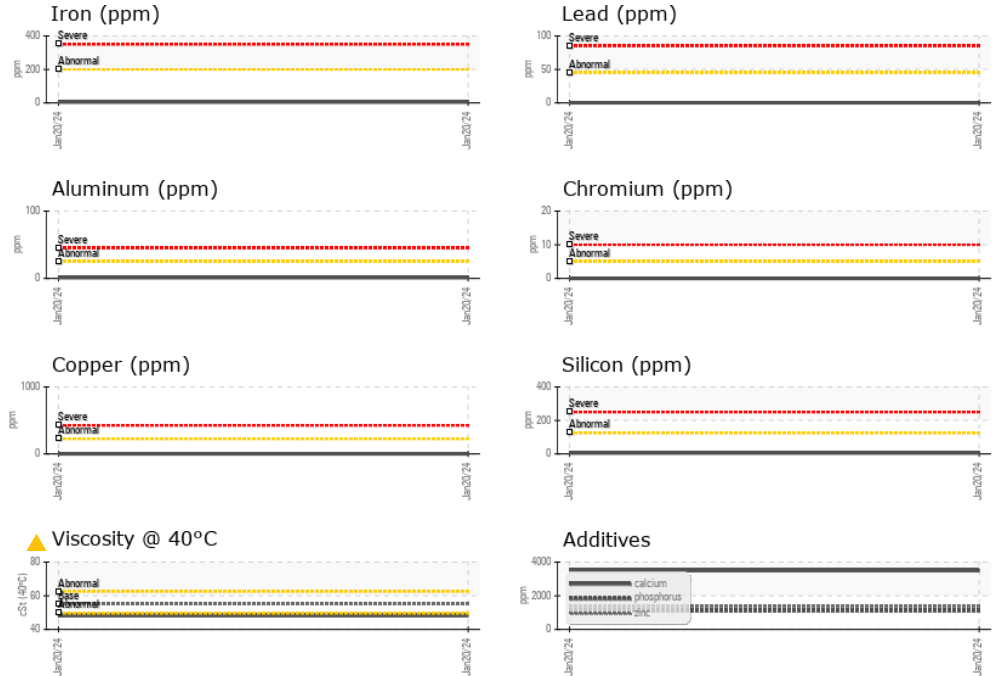 Iron (ppm)
400
Severe
Abnormal
200
0
ppm
Jan20/24
Jan20/24
Lead (ppm)
100
Severe
Abnormal
50
0
ppm
Jan20/24
Jan20/24
Aluminum (ppm)
100
Severe
Abnormal
0
ppm
Jan20/24
Jan20/24
Chromium (ppm)
20
Severe
10
Abnormal
0
ppm
Jan20/24
Jan20/24
Copper (ppm)
1000
Severe
Abnormal
0
ppm
Jan20/24
Jan20/24
Silicon (ppm)
400
Severe
200
Abnormal
0
ppm
Jan20/24
Jan20/24
Viscosity @ 40°C
80
Abnormal
60
Base
Abnormal
40
cSt (40°C)
Jan20/24
Jan20/24
Additives
4000
calcium
2000
phosphorus
zinc
0
ppm
Jan20/24
Jan20/24